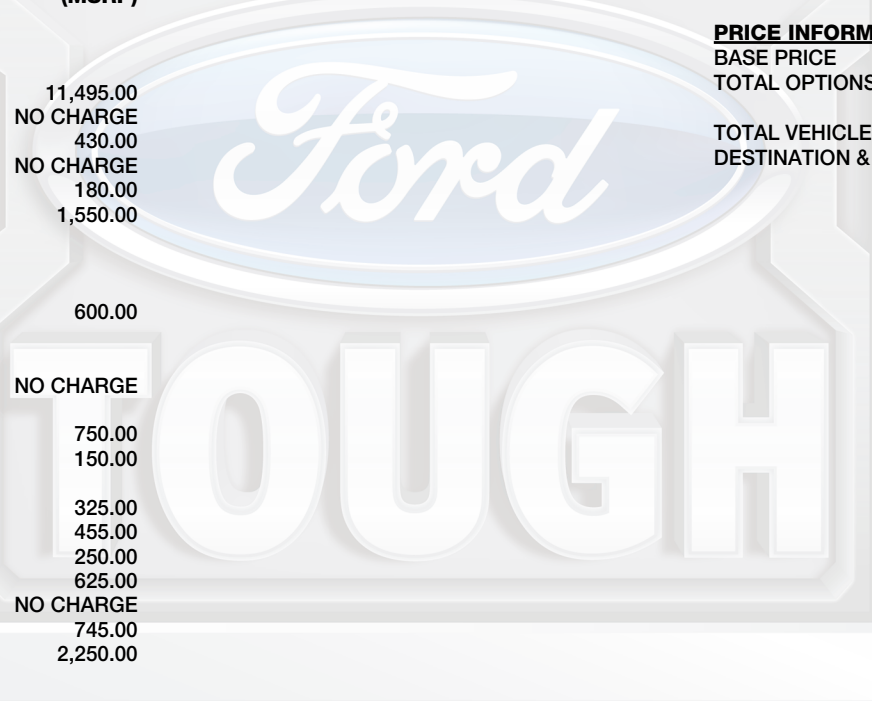 (MSRP)
11,495.00
NO CHARGE
430.00
NO CHARGE
180.00
1,550.00
600.00
NO CHARGE
750.00
150.00
325.00
455.00
250.00
625.00
NO CHARGE
745.00
2,250.00
PRICE INFORM
BASE PRICE
TOTAL OPTIONS
TOTAL VEHICLE
DESTINATION &
Ford
TOUGH